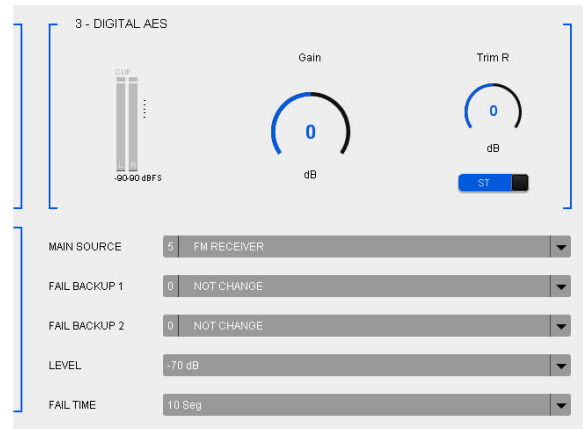 3 - DIGITAL AES
CLIP
Gain
Trim R
0
0
dB
dB
L R
-90-90 dBFS
ST
MAIN SOURCE 5 FM RECEIVER
FAIL BACKUP 1 0 NOT CHANGE
FAIL BACKUP 2 0 NOT CHANGE
LEVEL -70 dB
FAIL TIME 10 Seg